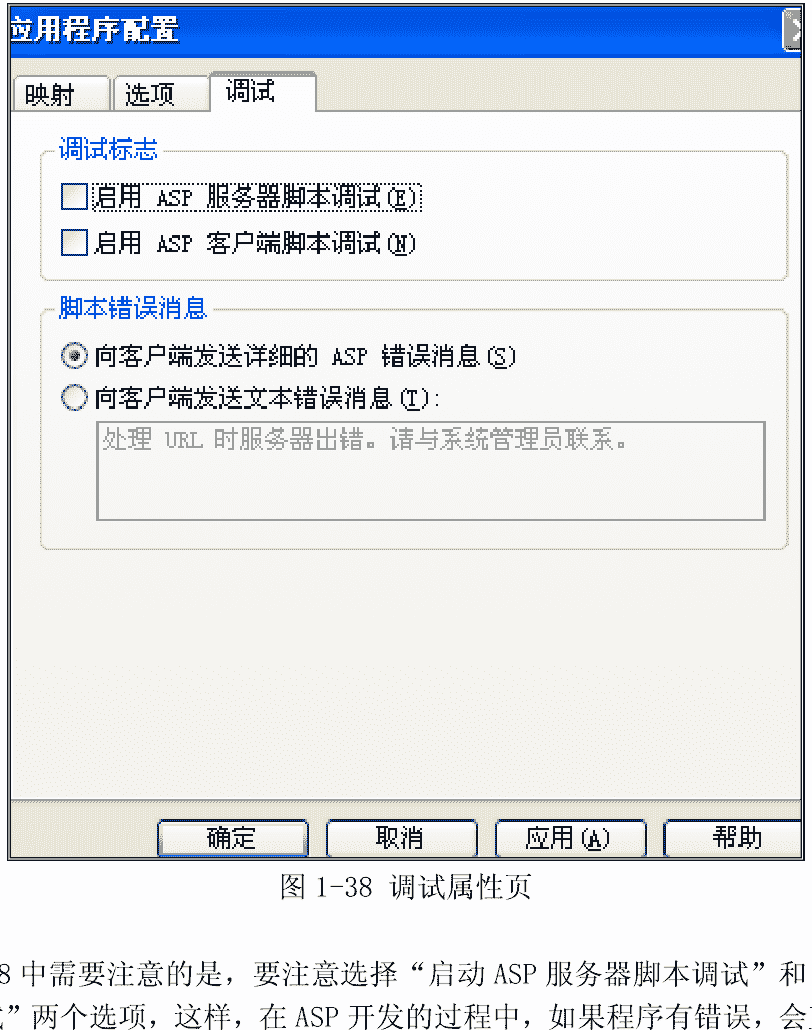 应用程序配置
映射 选项 调试
调试标志
启用 ASP 服务器脚本调试(E)
启用 ASP 客户端脚本调试(N)
脚本错误消息
向客户端发送详细的 ASP 错误消息(S)
向客户端发送文本错误消息(T):
处理 URL 时服务器出错。请与系统管理员联系。
确定 取消 应用(A) 帮助
图 1-38 调试属性页
8 中需要注意的是，要注意选择“启动 ASP 服务器脚本调试”和
”两个选项，这样，在 ASP 开发的过程中，如果程序有错误，会